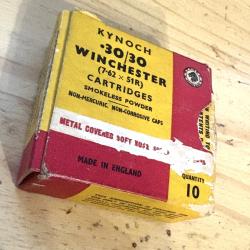 KYNOCH
·30/30
WINCHESTER
(7·62 × 51R)
CARTRIDGES
SMOKELESS POWDER
NON-MERCURIC NON-CORROSIVE CAPS
METAL COVERED SOFT NOSE
MADE IN ENGLAND
QUANTITY
10